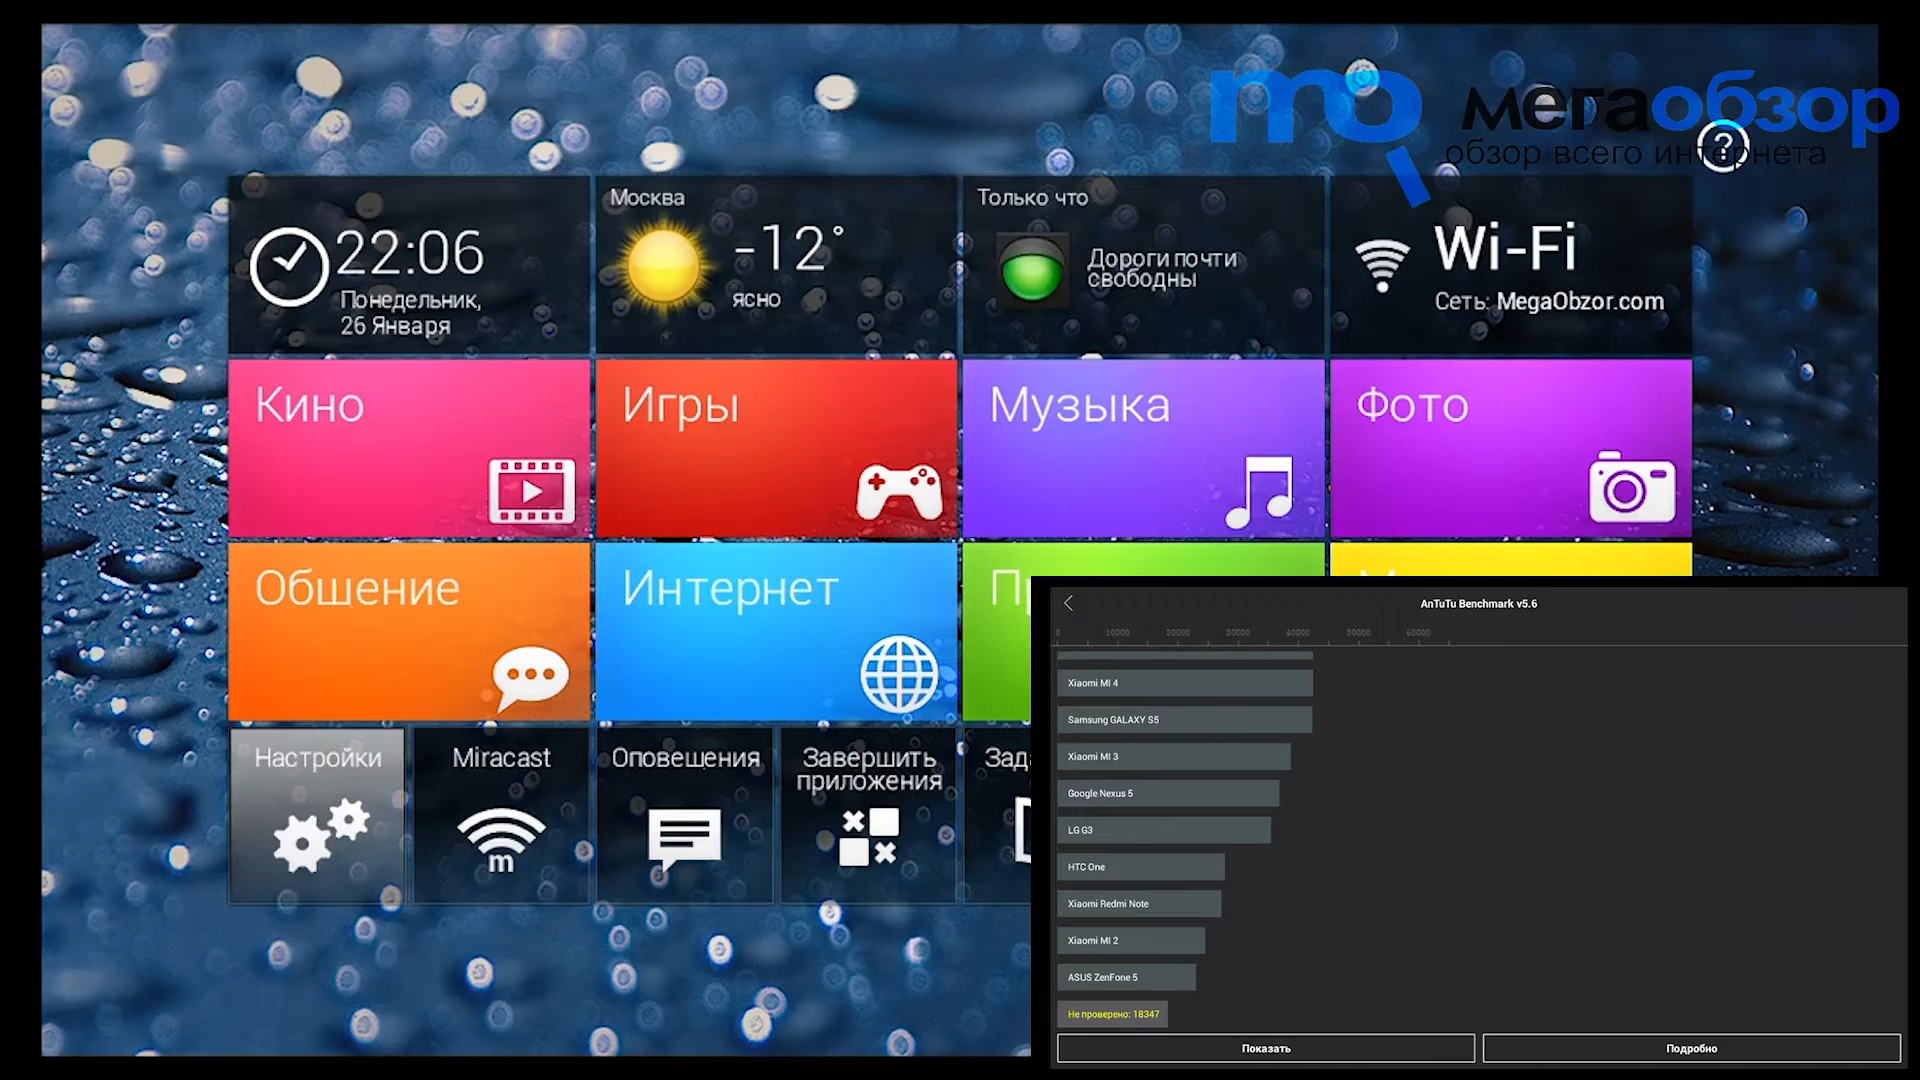 мегаобзор
обзор всего интернета
?
22:06
Понедельник,
26 Января
Москва
-12°
ясно
Только что
Дороги почти
свободны
Wi-Fi
Сеть: MegaObzor.com
Кино
Игры
Музыка
Фото
Общение
Интернет
Настройки
Miracast
m
Оповещения
Завершить
приложения
AnTuTu Benchmark v5.6
0 10000 20000 30000 40000 50000 60000
Xiaomi MI 4
Samsung GALAXY S5
Xiaomi MI 3
Google Nexus 5
LG G3
HTC One
Xiaomi Redmi Note
Xiaomi MI 2
ASUS ZenFone 5
Не проверено: 18347
Показать
Подробно